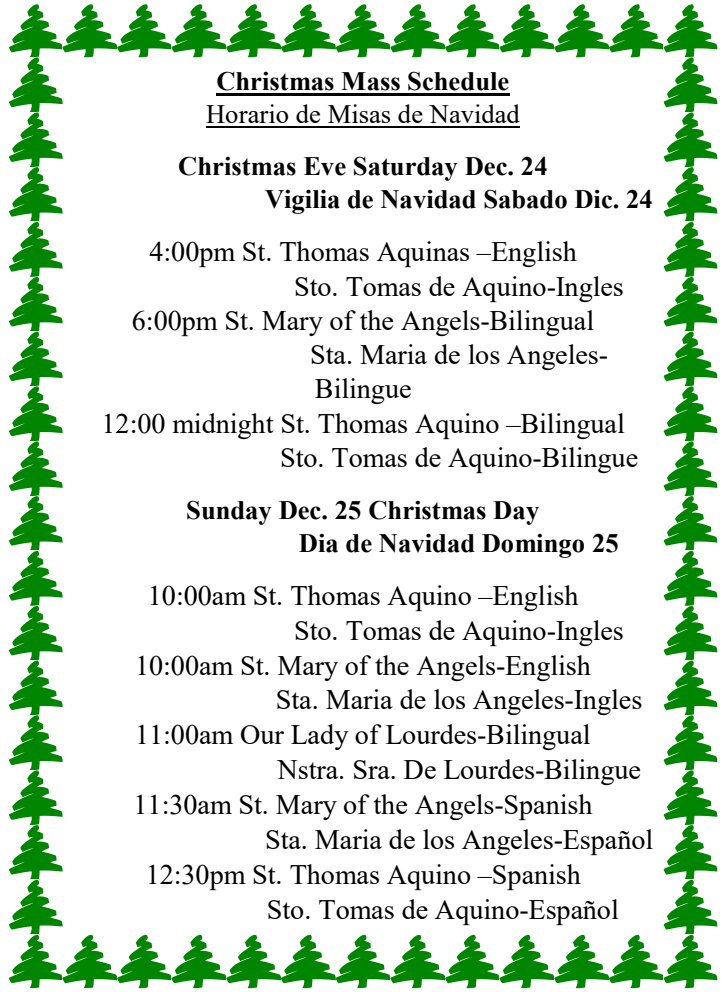 Christmas Mass Schedule
Horario de Misas de Navidad
Christmas Eve Saturday Dec. 24
Vigilia de Navidad Sabado Dic. 24
4:00pm St. Thomas Aquinas –English
Sto. Tomas de Aquino-Ingles
6:00pm St. Mary of the Angels-Bilingual
Sta. Maria de los Angeles-
Bilingue
12:00 midnight St. Thomas Aquino –Bilingual
Sto. Tomas de Aquino-Bilingue
Sunday Dec. 25 Christmas Day
Dia de Navidad Domingo 25
10:00am St. Thomas Aquino –English
Sto. Tomas de Aquino-Ingles
10:00am St. Mary of the Angels-English
Sta. Maria de los Angeles-Ingles
11:00am Our Lady of Lourdes-Bilingual
Nstra. Sra. De Lourdes-Bilingue
11:30am St. Mary of the Angels-Spanish
Sta. Maria de los Angeles-Español
12:30pm St. Thomas Aquino –Spanish
Sto. Tomas de Aquino-Español